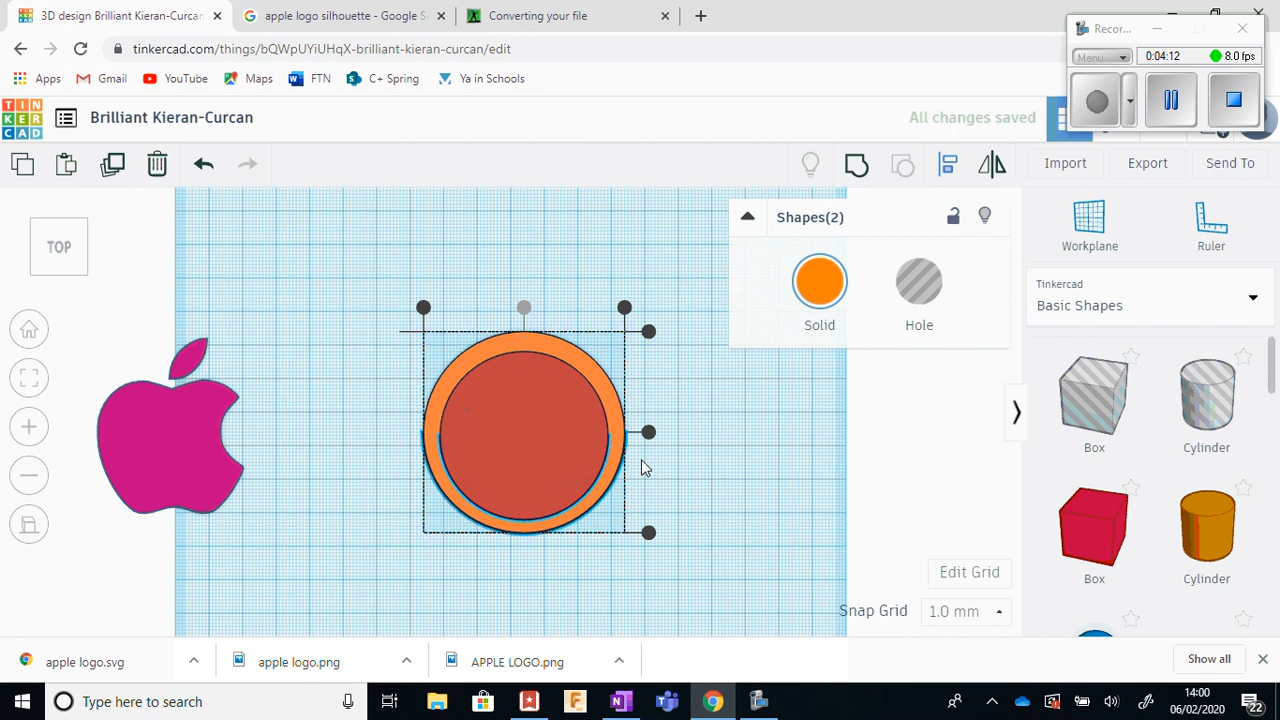 3D design Brilliant Kieran-Curcan
apple logo silhouette - Google S
Converting your file
Recor...
Menu
0:04:12
8.0 fps
tinkercad.com/things/bQWpUYiUHqX-brilliant-kieran-curcan/edit
Apps
Gmail
YouTube
Maps
FTN
C+ Spring
Ya in Schools
TIN
KER
CAD
Brilliant Kieran-Curcan
All changes saved
Import
Export
Send To
TOP
Shapes(2)
Solid
Hole
Workplane
Ruler
Tinkercad
Basic Shapes
Box
Cylinder
Box
Cylinder
Edit Grid
Snap Grid
1.0 mm
apple logo.svg
apple logo.png
APPLE LOGO.png
Show all
Type here to search
14:00
06/02/2020
22